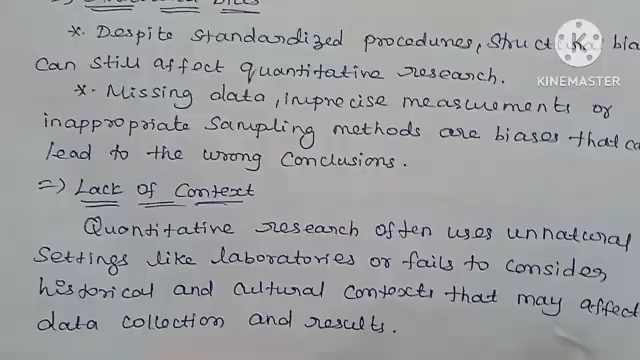 * Despite standardized procedures, structural bia
can still affect quantitative research.
* Missing data, imprecise measurements or
inappropriate sampling methods are biases that ca
lead to the wrong conclusions.
=) Lack of Context
Quantitative research often uses unnatural
settings like laboratories or fails to consider,
historical and cultural contexts that may affect
data collection and results.
KINEMASTER